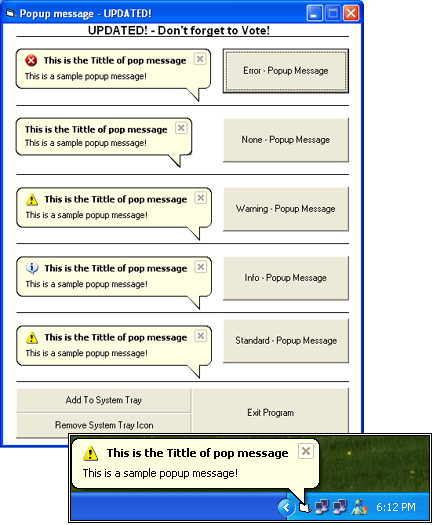 Popup message - UPDATED!
UPDATED! - Don't forget to Vote!
This is the Tittle of pop message
This is a sample popup message!
Error - Popup Message
This is the Tittle of pop message
This is a sample popup message!
None - Popup Message
This is the Tittle of pop message
This is a sample popup message!
Warning - Popup Message
This is the Tittle of pop message
This is a sample popup message!
Info - Popup Message
This is the Tittle of pop message
This is a sample popup message!
Standard - Popup Message
Add To System Tray
Remove System Tray Icon
Exit Program
This is the Tittle of pop message
This is a sample popup message!
6:12 PM